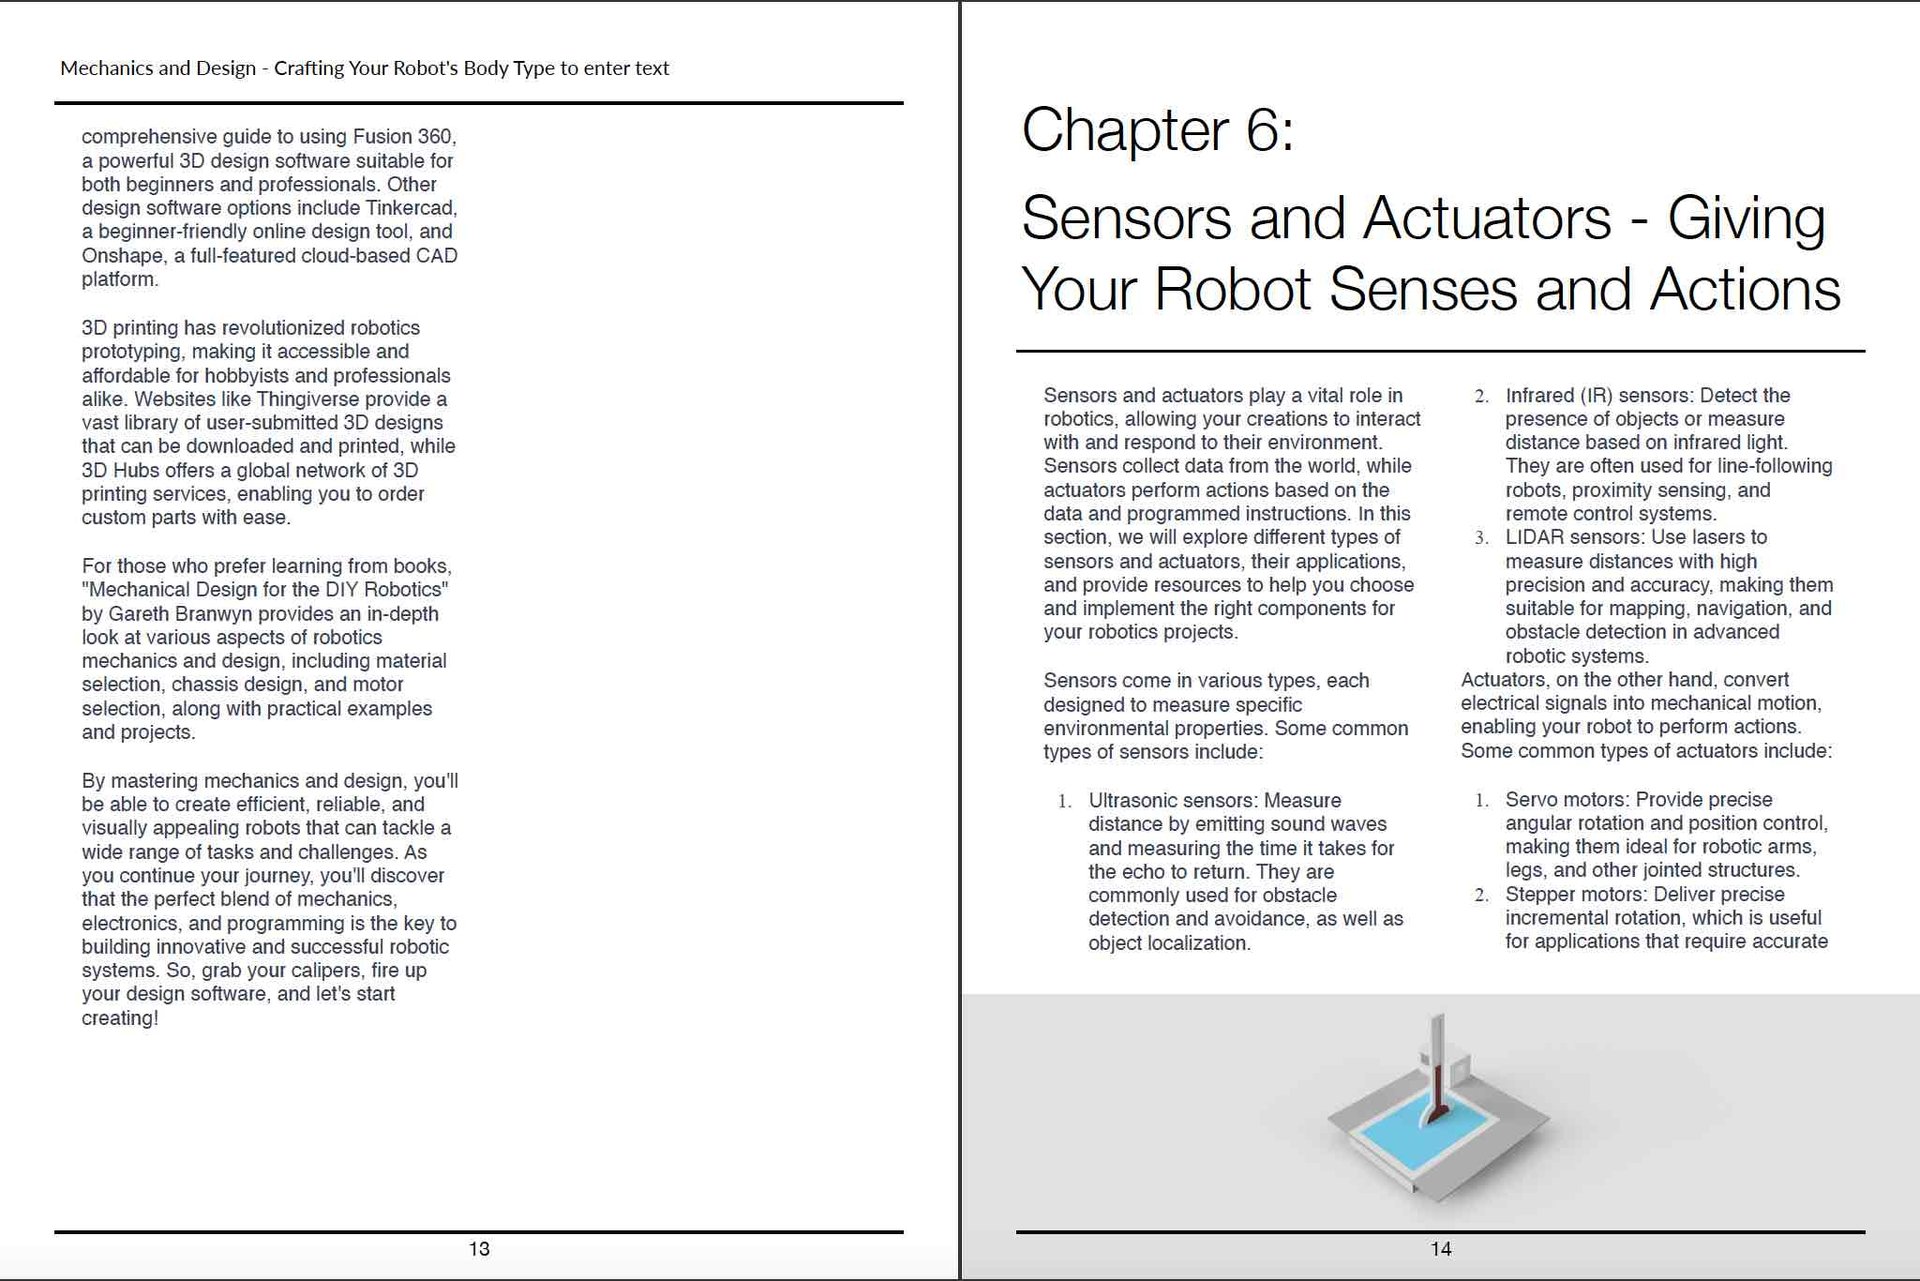 Mechanics and Design - Crafting Your Robot's Body Type to enter text
comprehensive guide to using Fusion 360,
a powerful 3D design software suitable for
both beginners and professionals. Other
design software options include Tinkercad,
a beginner-friendly online design tool, and
Onshape, a full-featured cloud-based CAD
platform.
3D printing has revolutionized robotics
prototyping, making it accessible and
affordable for hobbyists and professionals
alike. Websites like Thingiverse provide a
vast library of user-submitted 3D designs
that can be downloaded and printed, while
3D Hubs offers a global network of 3D
printing services, enabling you to order
custom parts with ease.
For those who prefer learning from books,
"Mechanical Design for the DIY Robotics"
by Gareth Branwyn provides an in-depth
look at various aspects of robotics
mechanics and design, including material
selection, chassis design, and motor
selection, along with practical examples
and projects.
By mastering mechanics and design, you'll
be able to create efficient, reliable, and
visually appealing robots that can tackle a
wide range of tasks and challenges. As
you continue your journey, you'll discover
that the perfect blend of mechanics,
electronics, and programming is the key to
building innovative and successful robotic
systems. So, grab your calipers, fire up
your design software, and let's start
creating!
13
Chapter 6:
Sensors and Actuators - Giving
Your Robot Senses and Actions
Sensors and actuators play a vital role in
robotics, allowing your creations to interact
with and respond to their environment.
Sensors collect data from the world, while
actuators perform actions based on the
data and programmed instructions. In this
section, we will explore different types of
sensors and actuators, their applications,
and provide resources to help you choose
and implement the right components for
your robotics projects.
Sensors come in various types, each
designed to measure specific
environmental properties. Some common
types of sensors include:
1. Ultrasonic sensors: Measure
distance by emitting sound waves
and measuring the time it takes for
the echo to return. They are
commonly used for obstacle
detection and avoidance, as well as
object localization.
2. Infrared (IR) sensors: Detect the
presence of objects or measure
distance based on infrared light.
They are often used for line-following
robots, proximity sensing, and
remote control systems.
3. LIDAR sensors: Use lasers to
measure distances with high
precision and accuracy, making them
suitable for mapping, navigation, and
obstacle detection in advanced
robotic systems.
Actuators, on the other hand, convert
electrical signals into mechanical motion,
enabling your robot to perform actions.
Some common types of actuators include:
1. Servo motors: Provide precise
angular rotation and position control,
making them ideal for robotic arms,
legs, and other jointed structures.
2. Stepper motors: Deliver precise
incremental rotation, which is useful
for applications that require accurate
14